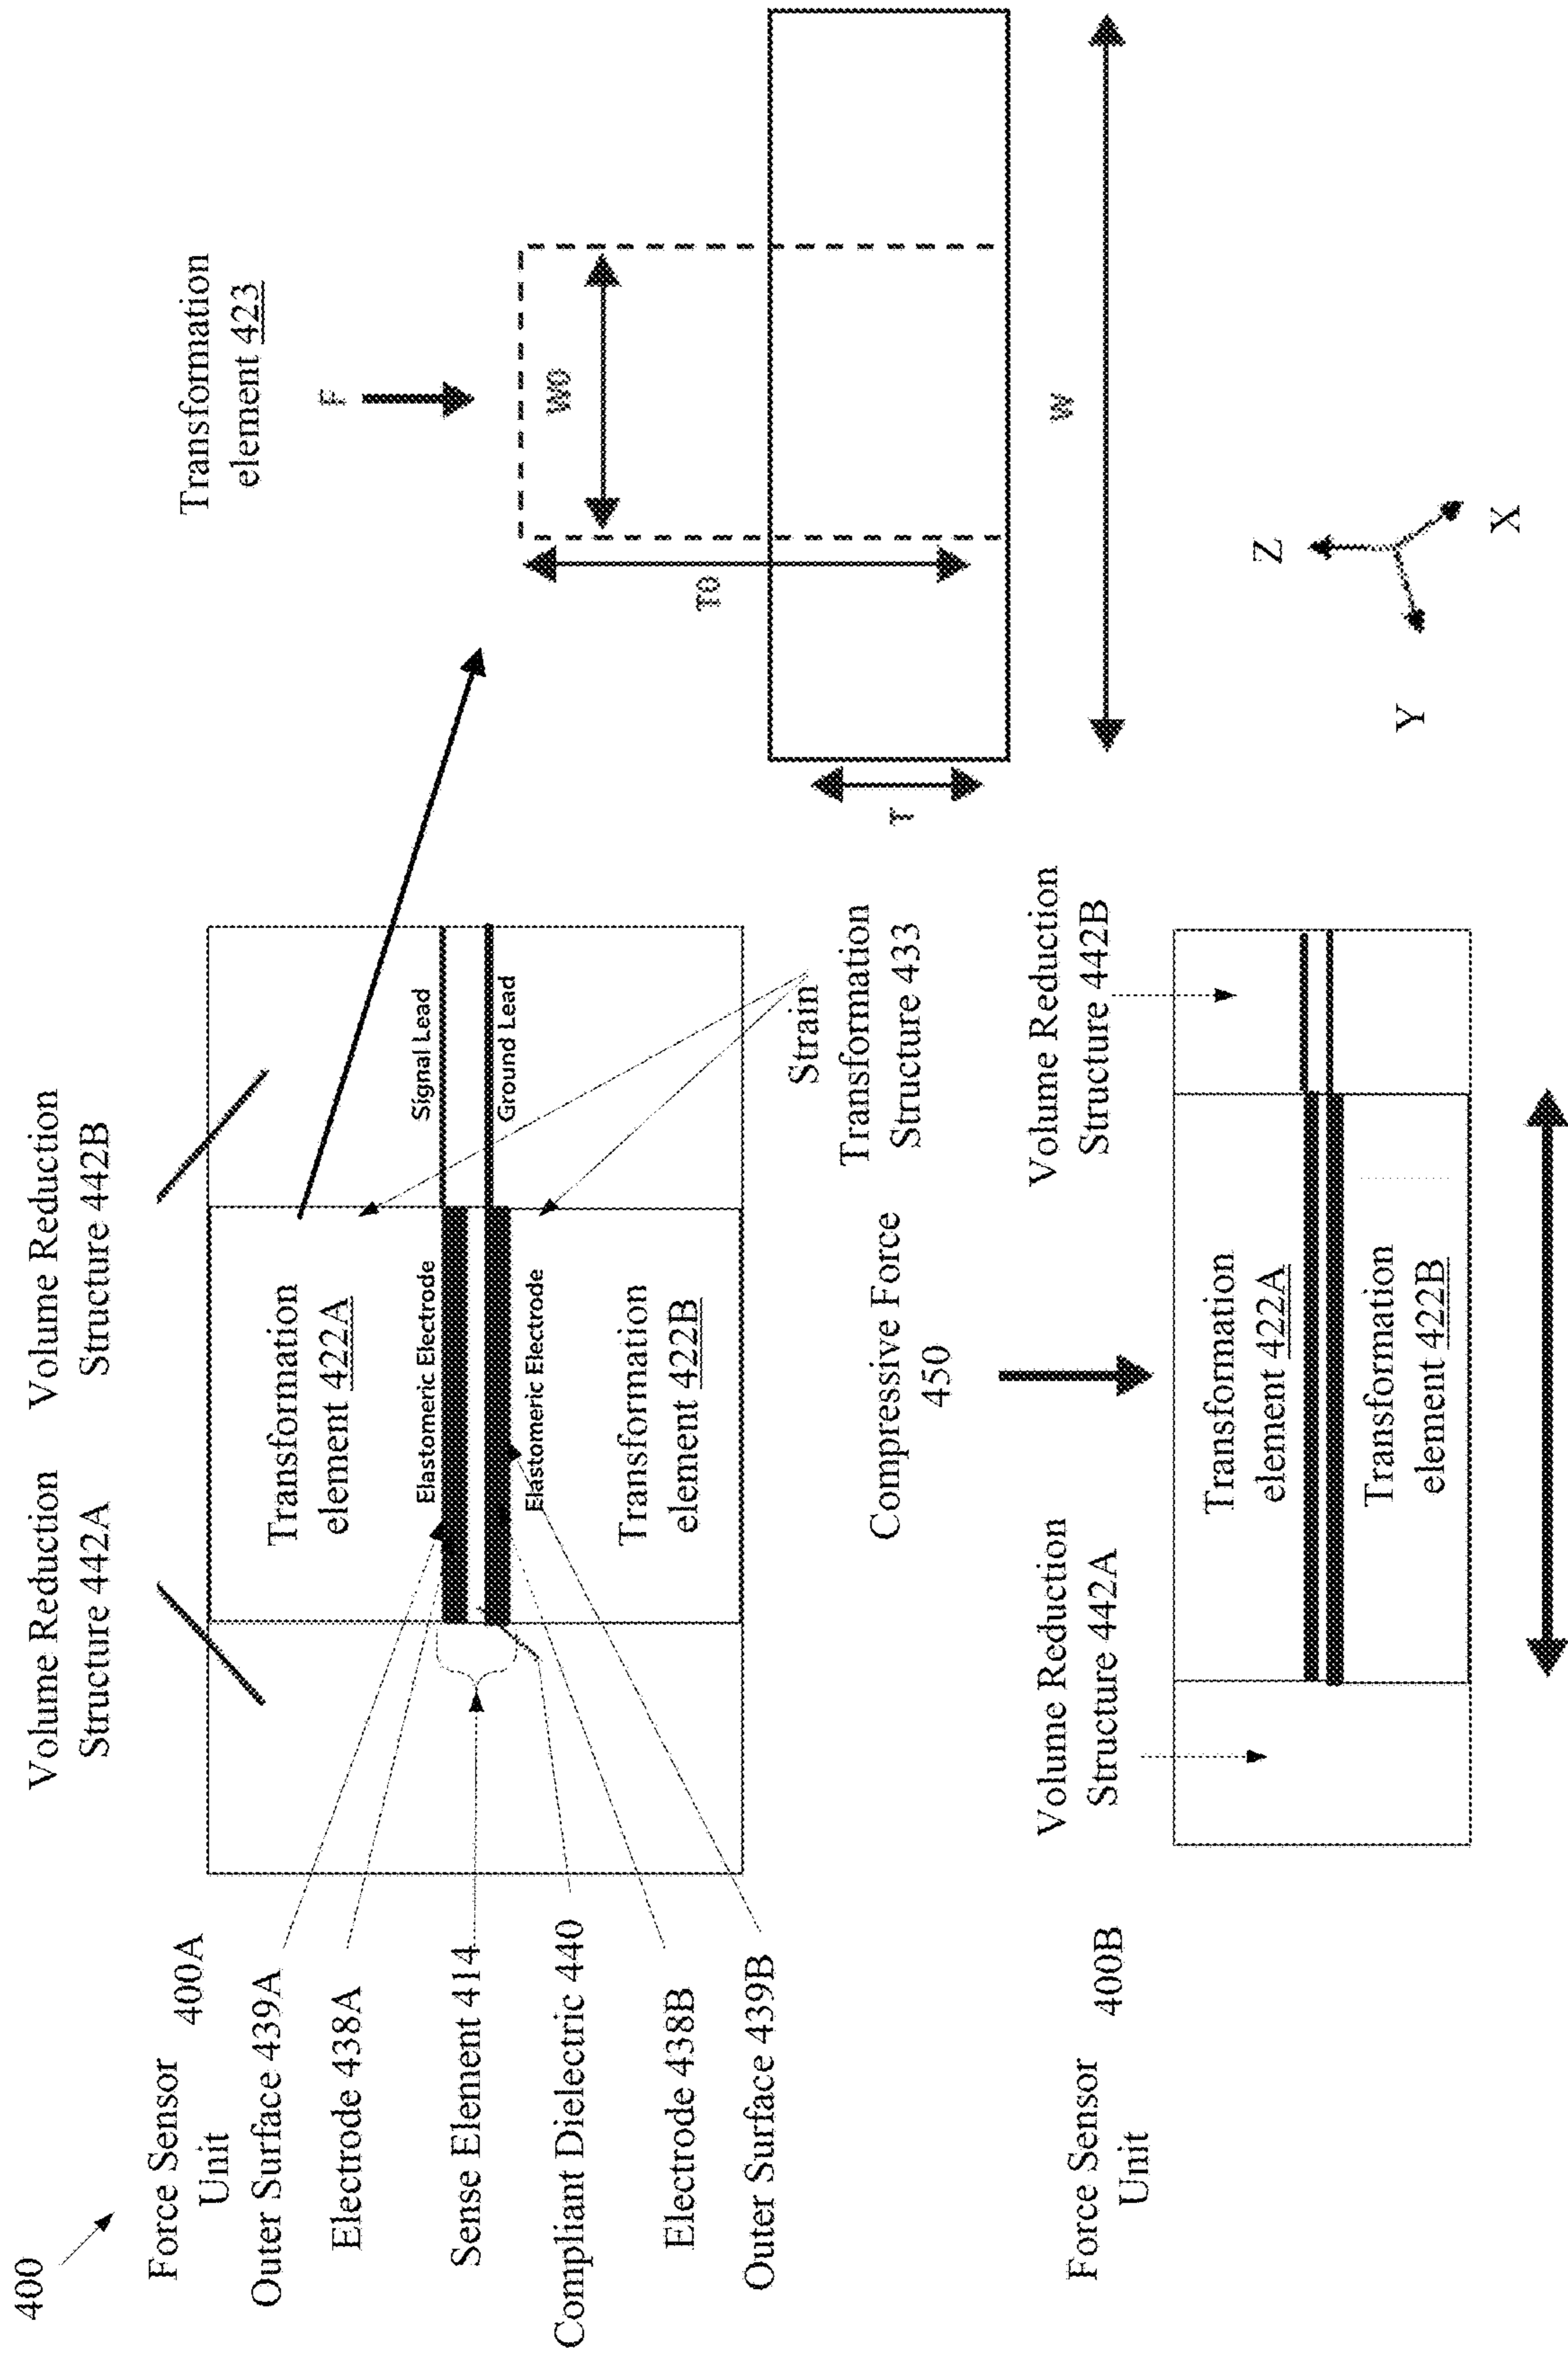 400
Force Sensor
Unit
400A
Outer Surface 439A
Electrode 438A
Sense Element 414
Compliant Dielectric 440
Electrode 438B
Outer Surface 439B
Volume Reduction
Structure 442A
Volume Reduction
Structure 442B
Transformation
element 422A
Elastomeric Electrode
Signal Lead
Ground Lead
Elastomeric Electrode
Transformation
element 422B
Strain
Transformation
Structure 433
Transformation
element 423
F
W0
T0
T
W
Z
Y
X
Force Sensor
Unit
400B
Compressive Force
450
Volume Reduction
Structure 442A
Volume Reduction
Structure 442B
Transformation
element 422A
Transformation
element 422B